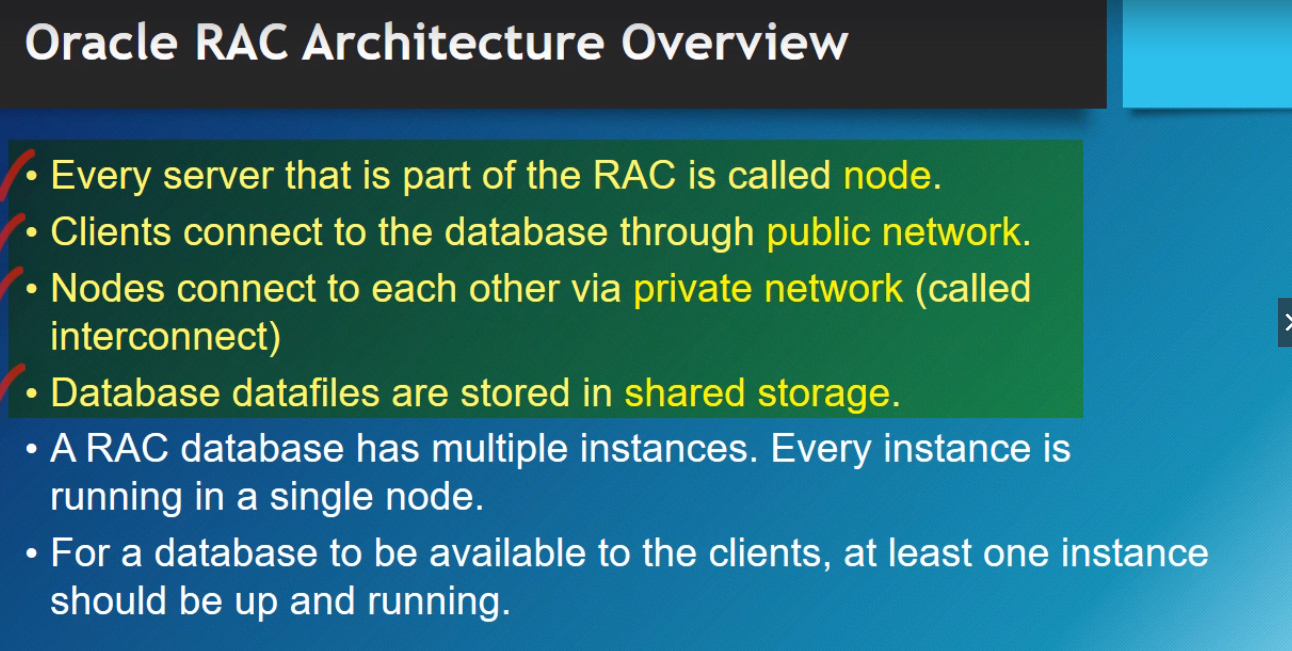 Oracle RAC Architecture Overview
• Every server that is part of the RAC is called node.
• Clients connect to the database through public network.
• Nodes connect to each other via private network (called
interconnect)
• Database datafiles are stored in shared storage.
• A RAC database has multiple instances. Every instance is
running in a single node.
• For a database to be available to the clients, at least one instance
should be up and running.